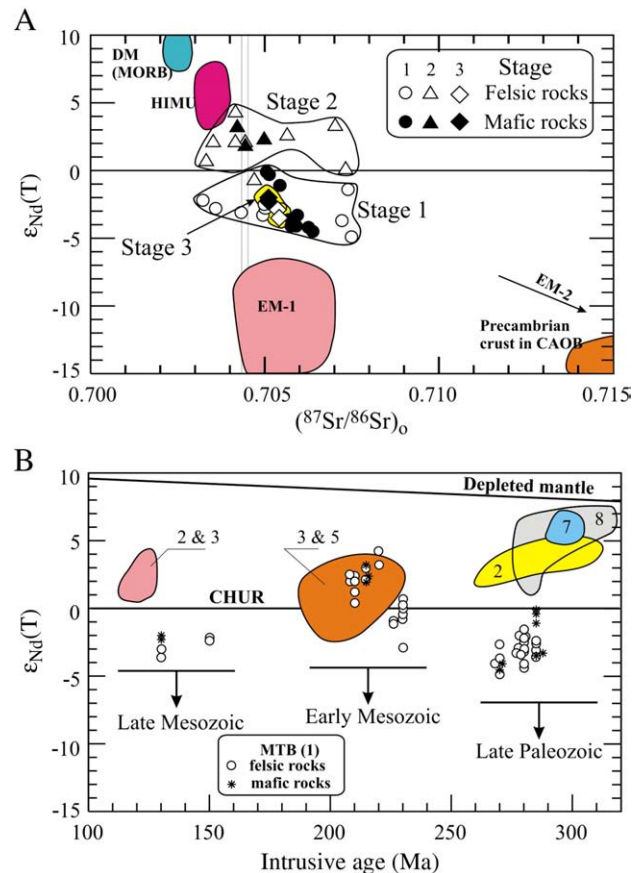 A
εNd(T)
10
5
0
-5
-10
-15
DM
(MORB)
HIMU
Stage 2
1 2 3 Stage
Felsic rocks
Mafic rocks
Stage 1
Stage 3
EM-1
EM-2
Precambrian
crust in CAOB
0.700 0.705 0.710 0.715
(⁸⁷Sr/⁸⁶Sr)o
B
εNd(T)
10
5
0
-5
-10
-15
Depleted mantle
2 & 3
3 & 5
7
8
2
CHUR
Late Mesozoic
Early Mesozoic
Late Paleozoic
MTB (1)
felsic rocks
mafic rocks
100 150 200 250 300
Intrusive age (Ma)